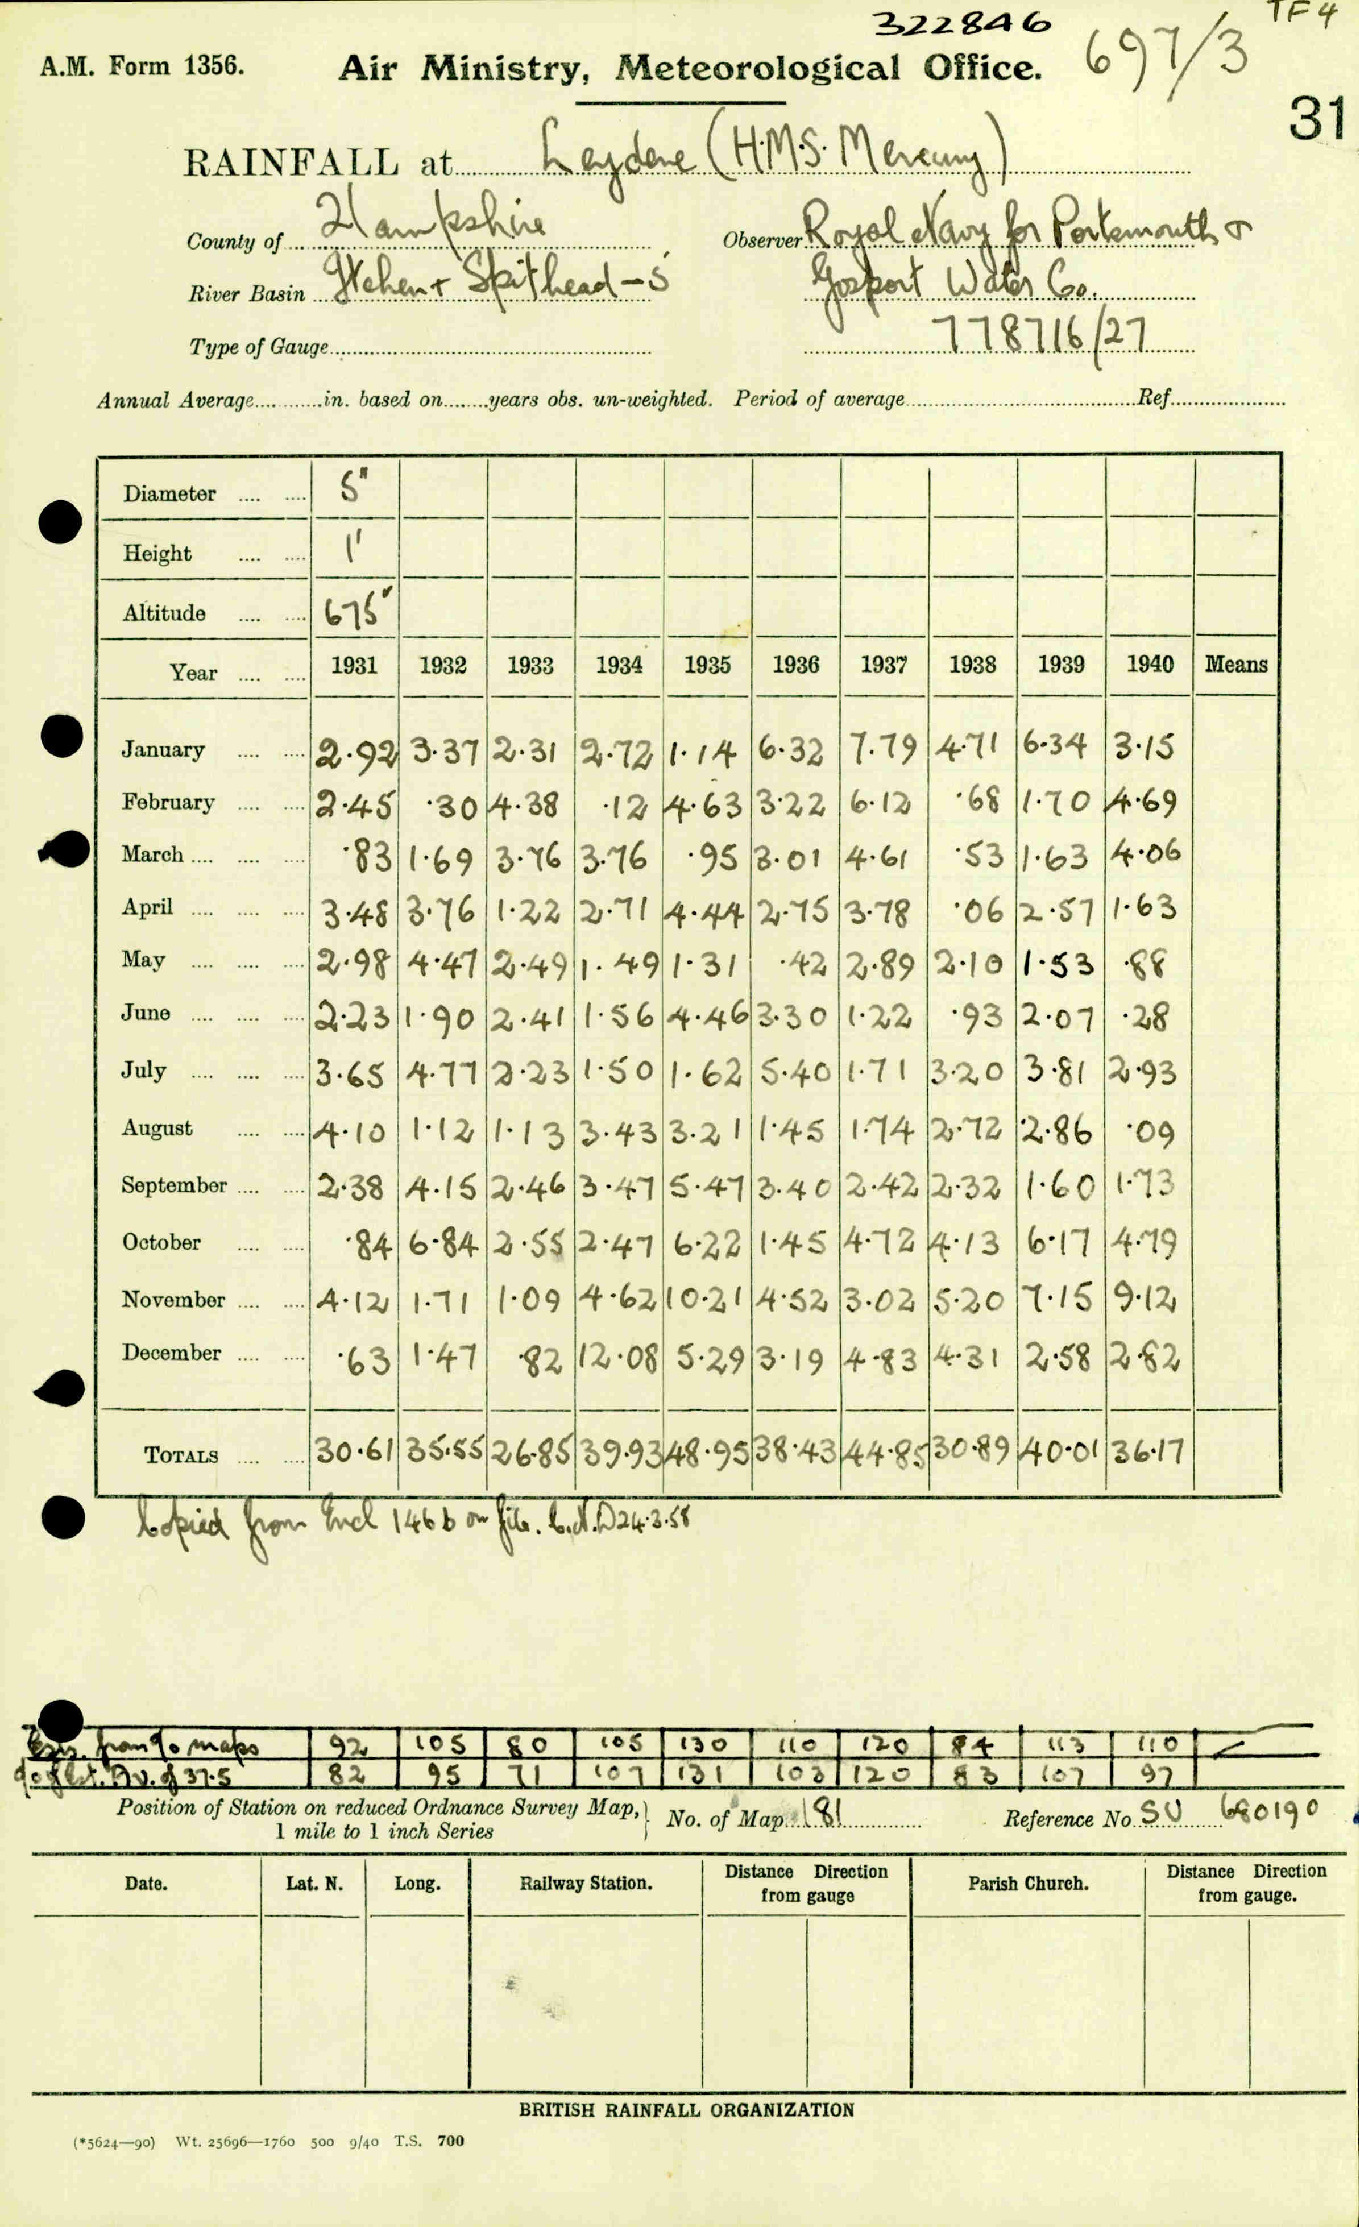 322846
TF4
A.M. Form 1356.
Air Ministry, Meteorological Office.
697/3
31
RAINFALL at Leydene (H.M.S. Mercury)
County of Hampshire
Observer Royal Navy for Portsmouth &
River Basin Itchen + Spithead - 5
Gosport Water Co.
Type of Gauge
778716/27
Annual Average in. based on years obs. un-weighted. Period of average Ref
Diameter 5"
Height 1'
Altitude 675'
Year 1931 1932 1933 1934 1935 1936 1937 1938 1939 1940 Means
January 2.92 3.37 2.31 2.72 1.14 6.32 7.79 4.71 6.34 3.15
February 2.45 .30 4.38 .12 4.63 3.22 6.12 .68 1.70 4.69
March .83 1.69 3.76 3.76 .95 3.01 4.61 .53 1.63 4.06
April 3.48 3.76 1.22 2.71 4.44 2.75 3.78 .06 2.57 1.63
May 2.98 4.47 2.49 1.49 1.31 .42 2.89 2.10 1.53 .88
June 2.23 1.90 2.41 1.56 4.46 3.30 1.22 .93 2.07 .28
July 3.65 4.77 2.23 1.50 1.62 5.40 1.71 3.20 3.81 2.93
August 4.10 1.12 1.13 3.43 3.21 1.45 1.74 2.72 2.86 .09
September 2.38 4.15 2.46 3.47 5.47 3.40 2.42 2.32 1.60 1.73
October .84 6.84 2.55 2.47 6.22 1.45 4.72 4.13 6.17 4.79
November 4.12 1.71 1.09 4.62 10.21 4.52 3.02 5.20 7.15 9.12
December .63 1.47 .82 12.08 5.29 3.19 4.83 4.31 2.58 2.82
TOTALS 30.61 35.55 26.85 39.93 48.95 38.43 44.85 30.89 40.01 36.17
Copied from Encl 146b on file. C.N.D 24.3.58
from % maps 92 105 80 105 130 110 120 84 113 110
% of Est. Av. of 37.5 82 95 71 107 131 103 120 83 107 97
Position of Station on reduced Ordnance Survey Map,
1 mile to 1 inch Series
No. of Map 181
Reference No SU 680190
Date. Lat. N. Long. Railway Station. Distance Direction from gauge Parish Church. Distance Direction from gauge.
BRITISH RAINFALL ORGANIZATION
(*5624—90) Wt. 25696—1760 500 9/40 T.S. 700